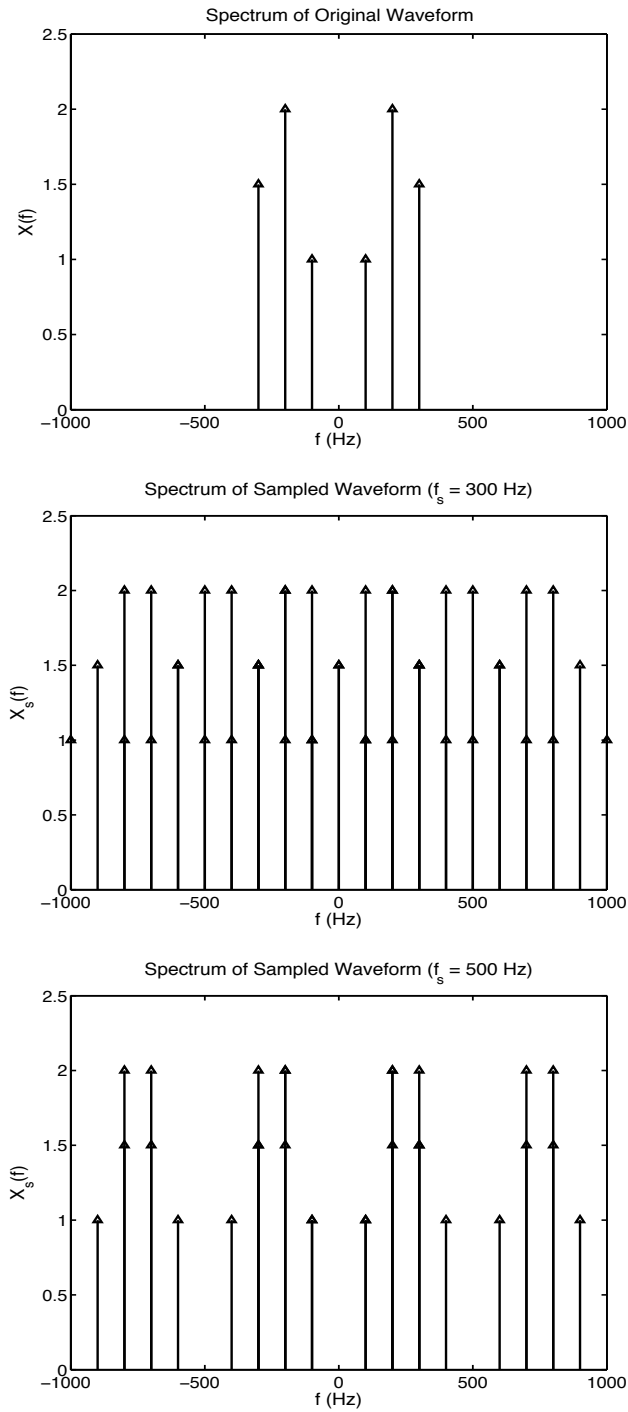 Spectrum of Original Waveform
2.5
2
1.5
1
0.5
0
X(f)
−1000 −500 0 500 1000
f (Hz)
Spectrum of Sampled Waveform (f_s = 300 Hz)
2.5
2
1.5
1
0.5
0
X_s(f)
−1000 −500 0 500 1000
f (Hz)
Spectrum of Sampled Waveform (f_s = 500 Hz)
2.5
2
1.5
1
0.5
0
X_s(f)
−1000 −500 0 500 1000
f (Hz)